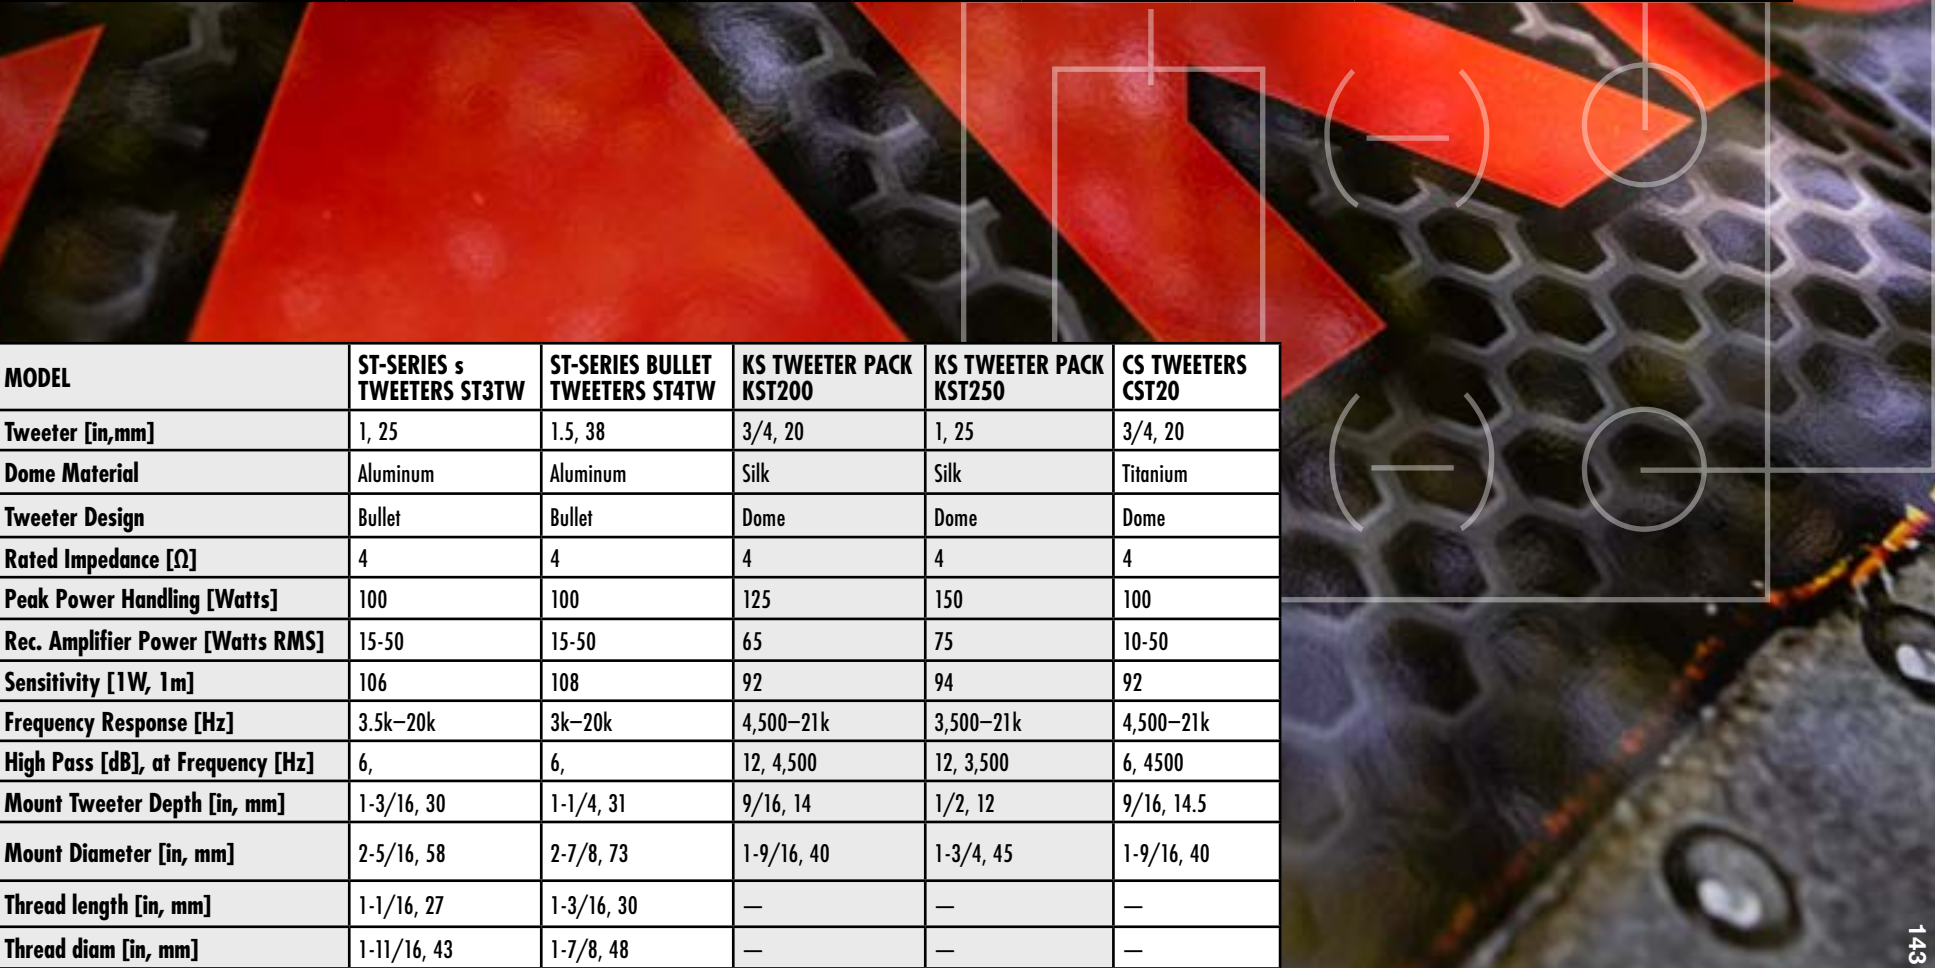 MODEL ST-SERIES s TWEETERS ST3TW ST-SERIES BULLET TWEETERS ST4TW KS TWEETER PACK KST200 KS TWEETER PACK KST250 CS TWEETERS CST20
Tweeter [in,mm] 1, 25 1.5, 38 3/4, 20 1, 25 3/4, 20
Dome Material Aluminum Aluminum Silk Silk Titanium
Tweeter Design Bullet Bullet Dome Dome Dome
Rated Impedance [Ω] 4 4 4 4 4
Peak Power Handling [Watts] 100 100 125 150 100
Rec. Amplifier Power [Watts RMS] 15-50 15-50 65 75 10-50
Sensitivity [1W, 1m] 106 108 92 94 92
Frequency Response [Hz] 3.5k–20k 3k–20k 4,500–21k 3,500–21k 4,500–21k
High Pass [dB], at Frequency [Hz] 6, 6, 12, 4,500 12, 3,500 6, 4500
Mount Tweeter Depth [in, mm] 1-3/16, 30 1-1/4, 31 9/16, 14 1/2, 12 9/16, 14.5
Mount Diameter [in, mm] 2-5/16, 58 2-7/8, 73 1-9/16, 40 1-3/4, 45 1-9/16, 40
Thread length [in, mm] 1-1/16, 27 1-3/16, 30 — — —
Thread diam [in, mm] 1-11/16, 43 1-7/8, 48 — — —
143